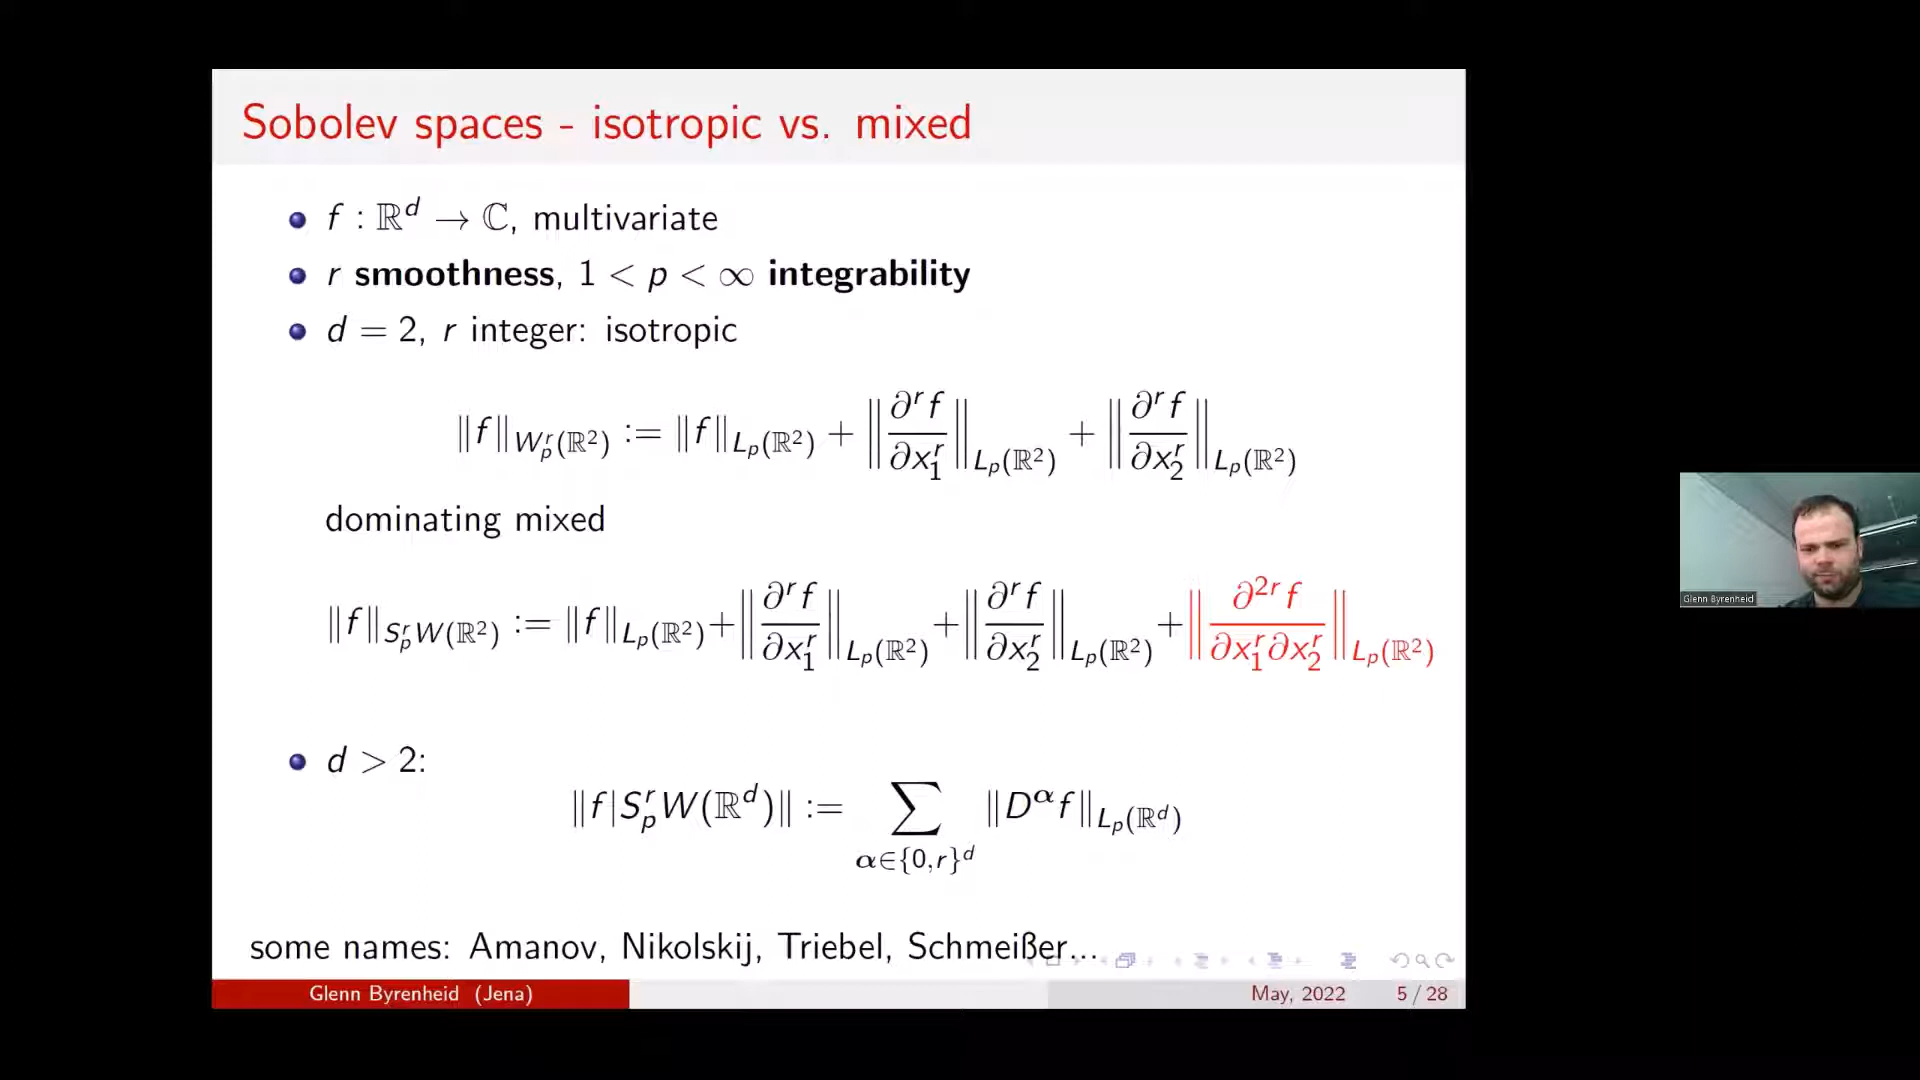 Sobolev spaces - isotropic vs. mixed
f : ℝ^d → ℂ, multivariate
r smoothness, 1 < p < ∞ integrability
d = 2, r integer: isotropic
‖f‖_{W_p^r(ℝ²)} := ‖f‖_{L_p(ℝ²)} + ‖∂^r f / ∂x_1^r‖_{L_p(ℝ²)} + ‖∂^r f / ∂x_2^r‖_{L_p(ℝ²)}
dominating mixed
‖f‖_{S_p^r W(ℝ²)} := ‖f‖_{L_p(ℝ²)} + ‖∂^r f / ∂x_1^r‖_{L_p(ℝ²)} + ‖∂^r f / ∂x_2^r‖_{L_p(ℝ²)} + ‖∂^{2r} f / ∂x_1^r ∂x_2^r‖_{L_p(ℝ²)}
Glenn Byrenheid
d > 2:
‖f|S_p^r W(ℝ^d)‖ := ∑_{α∈{0,r}^d} ‖D^α f‖_{L_p(ℝ^d)}
some names: Amanov, Nikolskij, Triebel, Schmeißer...
Glenn Byrenheid (Jena) May, 2022 5 / 28